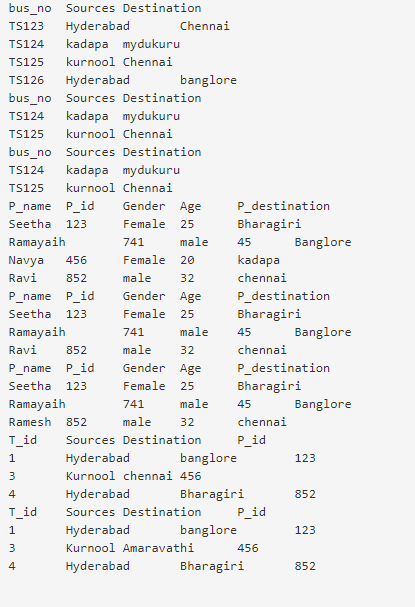 bus_no Sources Destination
TS123 Hyderabad Chennai
TS124 kadapa mydukuru
TS125 kurnool Chennai
TS126 Hyderabad banglore
bus_no Sources Destination
TS124 kadapa mydukuru
TS125 kurnool Chennai
bus_no Sources Destination
TS124 kadapa mydukuru
TS125 kurnool Chennai
P_name P_id Gender Age P_destination
Seetha 123 Female 25 Bharagiri
Ramayaih 741 male 45 Banglore
Navya 456 Female 20 kadapa
Ravi 852 male 32 chennai
P_name P_id Gender Age P_destination
Seetha 123 Female 25 Bharagiri
Ramayaih 741 male 45 Banglore
Ravi 852 male 32 chennai
P_name P_id Gender Age P_destination
Seetha 123 Female 25 Bharagiri
Ramayaih 741 male 45 Banglore
Ramesh 852 male 32 chennai
T_id Sources Destination P_id
1 Hyderabad banglore 123
3 Kurnool chennai 456
4 Hyderabad Bharagiri 852
T_id Sources Destination P_id
1 Hyderabad banglore 123
3 Kurnool Amaravathi 456
4 Hyderabad Bharagiri 852